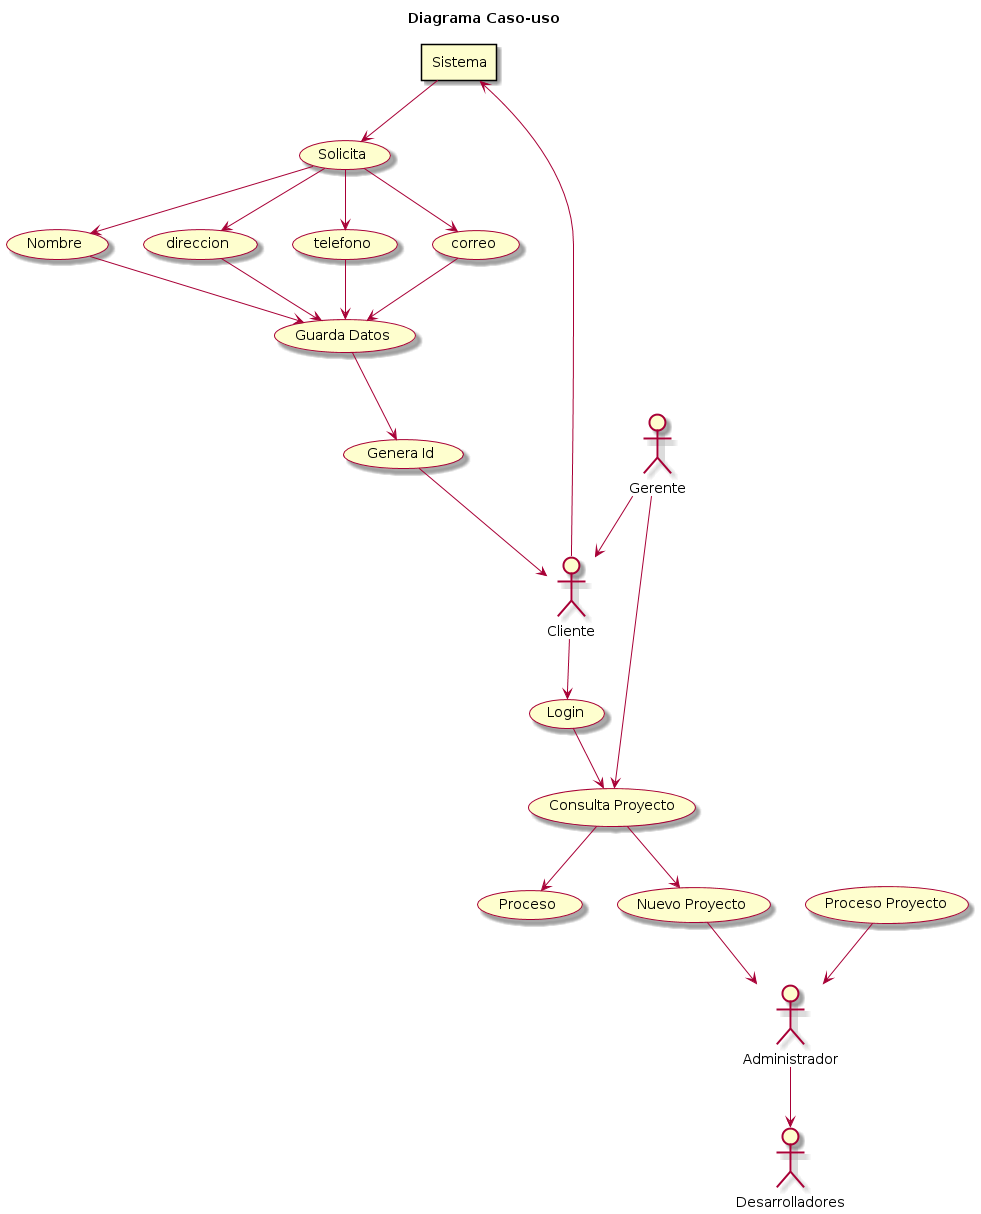 Diagrama Caso-uso
Sistema
Solicita
Nombre
direccion
telefono
correo
Guarda Datos
Genera Id
Gerente
Cliente
Login
Consulta Proyecto
Proceso
Nuevo Proyecto
Proceso Proyecto
Administrador
Desarrolladores